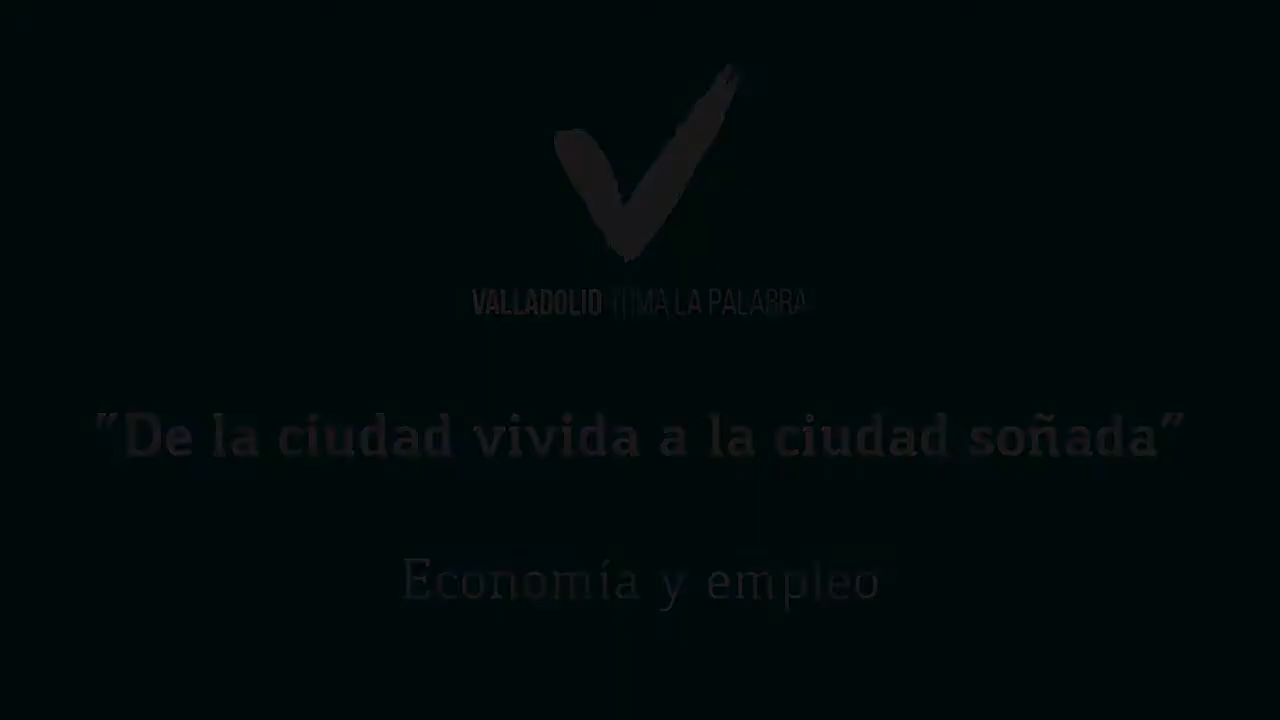 VALLADOLID TOMA LA PALABRA
"De la ciudad vivida a la ciudad soñada"
Economía y empleo